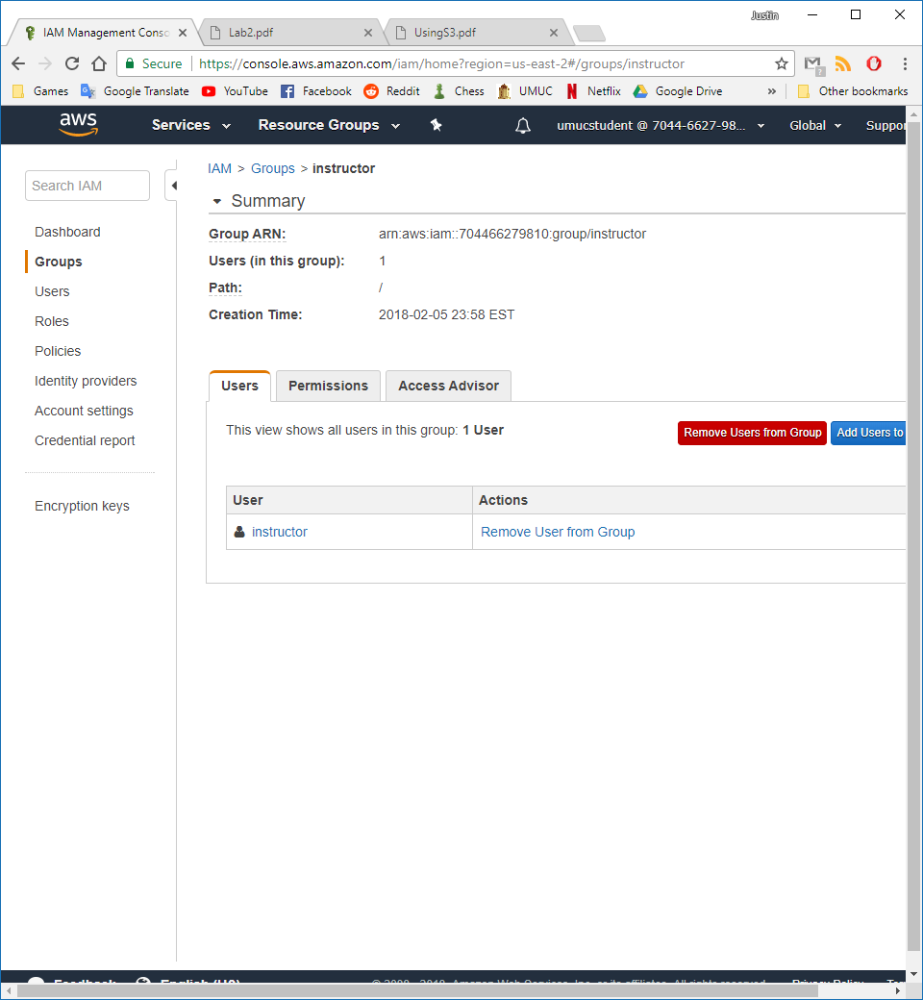 Justin
IAM Management Conso
Lab2.pdf
UsingS3.pdf
Secure
https://console.aws.amazon.com/iam/home?region=us-east-2#/groups/instructor
Games Google Translate YouTube Facebook Reddit Chess UMUC Netflix Google Drive » Other bookmarks
aws Services Resource Groups umucstudent @ 7044-6627-98... Global Suppor
Search IAM
Dashboard
Groups
Users
Roles
Policies
Identity providers
Account settings
Credential report
Encryption keys
IAM > Groups > instructor
Summary
Group ARN: arn:aws:iam::704466279810:group/instructor
Users (in this group): 1
Path: /
Creation Time: 2018-02-05 23:58 EST
Users Permissions Access Advisor
This view shows all users in this group: 1 User
Remove Users from Group Add Users to
User Actions
instructor Remove User from Group
Feedback English (US) © 2008 - 2018, Amazon Web Services, Inc. or its affiliates. All rights reserved. Privacy Policy